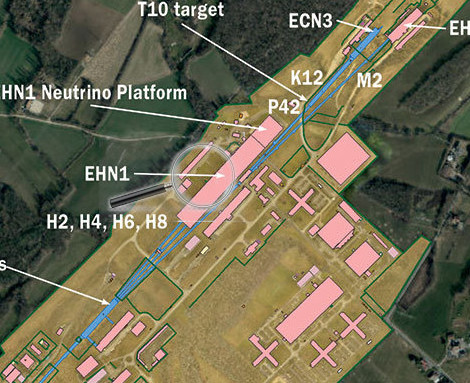 T10 target
ECN3
EH
K12
M2
HN1 Neutrino Platform
P42
EHN1
H2, H4, H6, H8
s